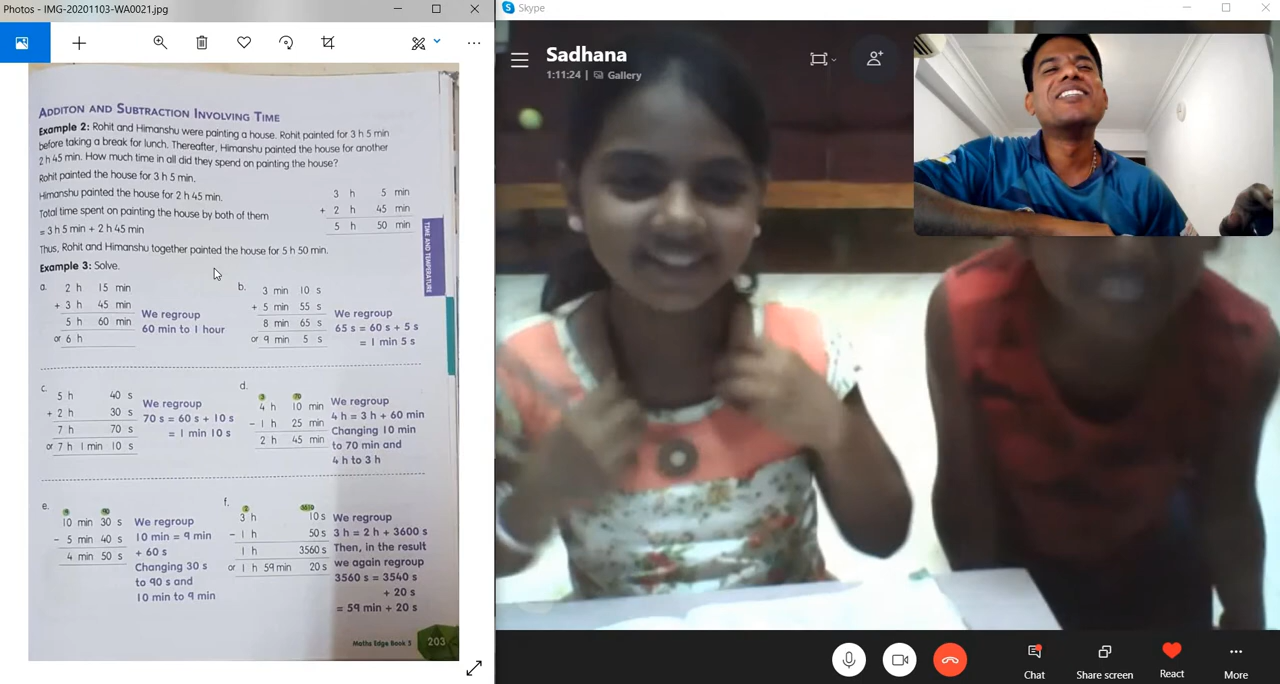 Photos - IMG-20201103-WA0021.jpg
ADDITON AND SUBTRACTION INVOLVING TIME
Example 2: Rohit and Himanshu were painting a house. Rohit painted for 3 h 5 min
before taking a break for lunch. Thereafter, Himanshu painted the house for another
2 h 45 min. How much time in all did they spend on painting the house?
Rohit painted the house for 3 h 5 min.
Himanshu painted the house for 2 h 45 min.
Total time spent on painting the house by both of them
= 3 h 5 min + 2 h 45 min
3 h 5 min
+ 2 h 45 min
5 h 50 min
Thus, Rohit and Himanshu together painted the house for 5 h 50 min.
Example 3: Solve.
a.
2 h 15 min
+ 3 h 45 min
5 h 60 min
or 6 h
We regroup
60 min to 1 hour
b.
3 min 10 s
+ 5 min 55 s
8 min 65 s
or 9 min 5 s
We regroup
65 s = 60 s + 5 s
= 1 min 5 s
c.
5 h 40 s
+ 2 h 30 s
7 h 70 s
or 7 h 1 min 10 s
We regroup
70 s = 60 s + 10 s
= 1 min 10 s
d.
3 70
4 h 10 min
- 1 h 25 min
2 h 45 min
We regroup
4 h = 3 h + 60 min
Changing 10 min
to 70 min and
4 h to 3 h
e.
9 90
10 min 30 s
- 5 min 40 s
4 min 50 s
We regroup
10 min = 9 min
+ 60 s
Changing 30 s
to 90 s and
10 min to 9 min
f.
2 3610
3 h 10 s
- 1 h 50 s
1 h 3560 s
or 1 h 59 min 20 s
We regroup
3 h = 2 h + 3600 s
Then, in the result
we again regroup
3560 s = 3540 s
+ 20 s
= 59 min + 20 s
TIME AND TEMPERATURE
Maths Edge Book 3 203
Skype
Sadhana
1:11:24 | Gallery
Chat
Share screen
React
More